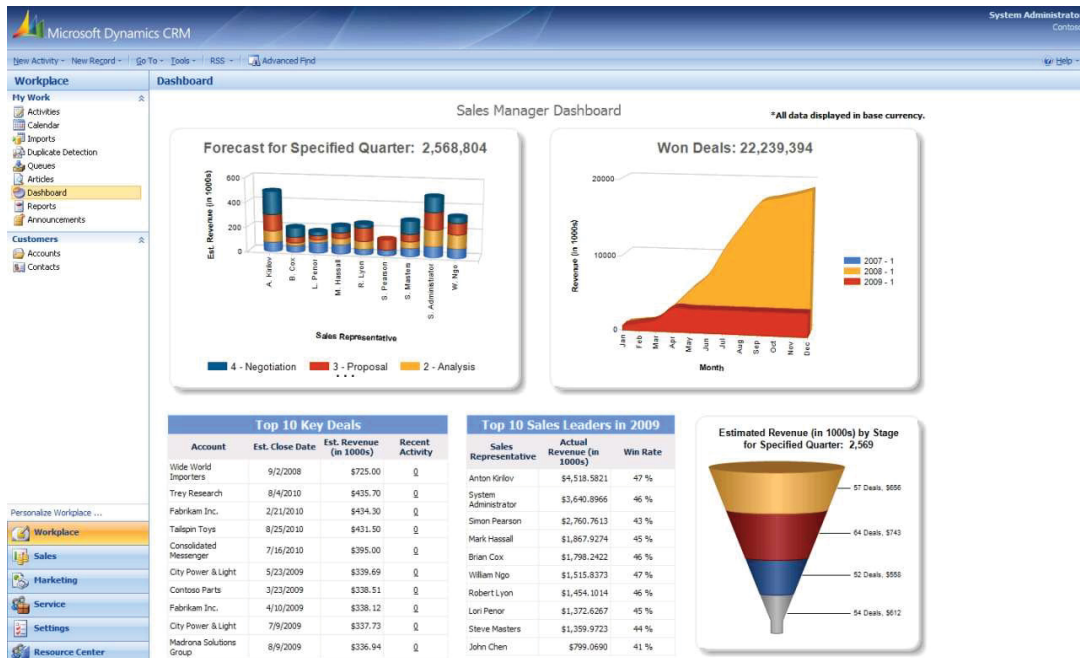 System Administrator
Contoso
Microsoft Dynamics CRM
New Activity New Record Go To Tools RSS Advanced Find Help
Workplace Dashboard
My Work
Activities
Calendar
Imports
Duplicate Detection
Queues
Articles
Dashboard
Reports
Announcements
Customers
Accounts
Contacts
Personalize Workplace ...
Workplace
Sales
Marketing
Service
Settings
Resource Center
Sales Manager Dashboard
*All data displayed in base currency.
Forecast for Specified Quarter: 2,568,804
Est. Revenue (in 1000s)
600
400
200
0
A. Kirilov
B. Cox
L. Penor
M. Hassall
R. Lyon
S. Pearson
S. Masters
S. Administrator
W. Ngo
Sales Representative
4 - Negotiation 3 - Proposal 2 - Analysis
Won Deals: 22,239,394
Revenue (in 1000s)
20000
10000
0
Jan
Feb
Mar
Apr
May
Jun
Jul
Aug
Sep
Oct
Nov
Dec
Month
2007 - 1
2008 - 1
2009 - 1
Top 10 Key Deals
Account Est. Close Date Est. Revenue (in 1000s) Recent Activity
Wide World Importers 9/2/2008 $725.00 0
Trey Research 8/4/2010 $435.70 0
Fabrikam Inc. 2/21/2010 $434.30 0
Tailspin Toys 8/25/2010 $431.50 0
Consolidated Messenger 7/16/2010 $395.00 0
City Power & Light 5/23/2009 $339.69 0
Contoso Parts 3/23/2009 $338.51 0
Fabrikam Inc. 4/10/2009 $338.12 0
City Power & Light 7/9/2009 $337.73 0
Madrona Solutions Group 8/9/2009 $336.94 0
Top 10 Sales Leaders in 2009
Sales Representative Actual Revenue (in 1000s) Win Rate
Anton Kirilov $4,518.5821 47 %
System Administrator $3,640.8966 46 %
Simon Pearson $2,760.7613 43 %
Mark Hassall $1,867.9274 45 %
Brian Cox $1,798.2422 46 %
William Ngo $1,515.8373 47 %
Robert Lyon $1,454.1014 46 %
Lori Penor $1,372.6267 45 %
Steve Masters $1,359.9723 44 %
John Chen $799.0690 41 %
Estimated Revenue (in 1000s) by Stage
for Specified Quarter: 2,569
57 Deals, $656
64 Deals, $743
52 Deals, $558
54 Deals, $612